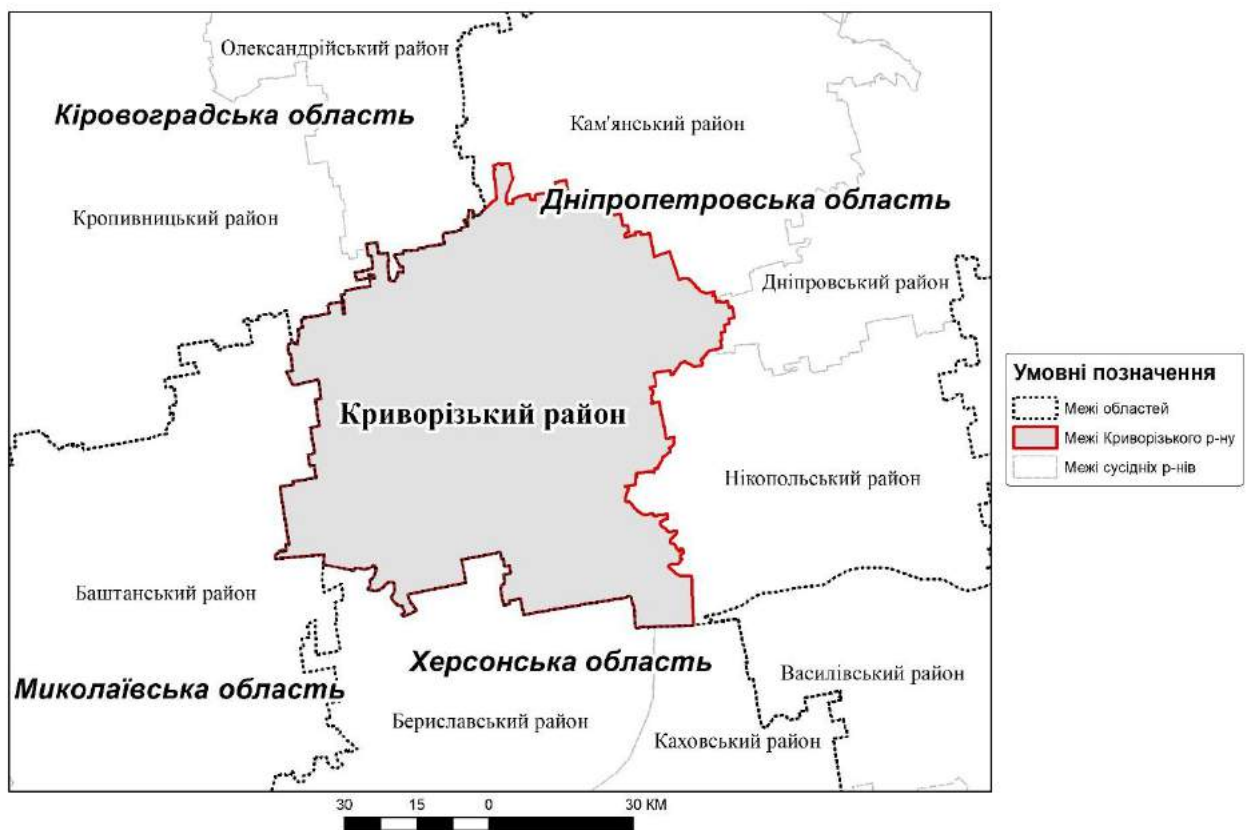 Олександрійський район
Кіровоградська область
Кам'янський район
Дніпропетровська область
Кропивницький район
Дніпровський район
Криворізький район
Нікопольський район
Баштанський район
Херсонська область
Миколаївська область
Василівський район
Бериславський район
Каховський район
Умовні позначення
Межі областей
Межі Криворізького р-ну
Межі сусідніх р-нів
30 15 0 30 КМ